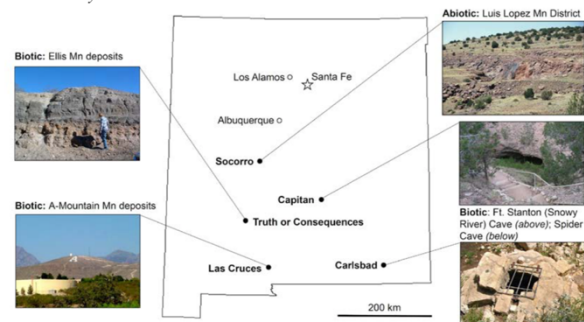 Abiotic: Luis Lopez Mn District
Biotic: Ellis Mn deposits
Los Alamos
Santa Fe
Albuquerque
Socorro
Capitan
Biotic: A-Mountain Mn deposits
Truth or Consequences
Biotic: Ft. Stanton (Snowy
River) Cave (above); Spider
Cave (below)
Las Cruces
Carlsbad
200 km